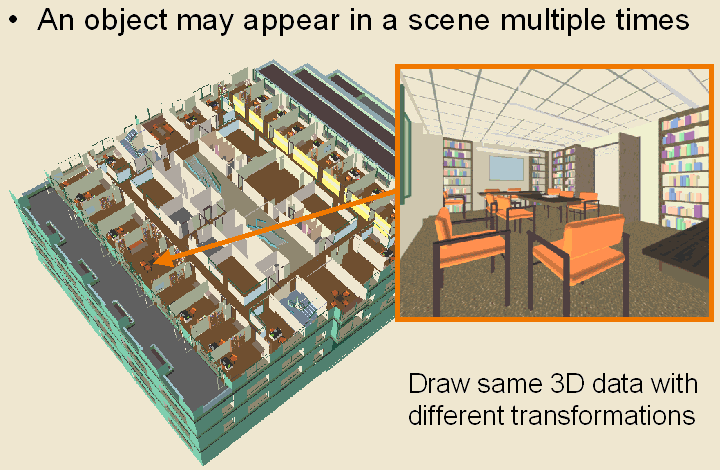 • An object may appear in a scene multiple times
Draw same 3D data with
different transformations